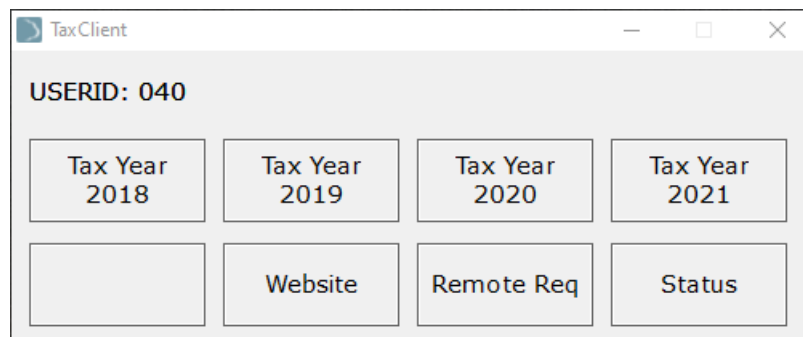 TaxClient
USERID: 040
Tax Year
2018
Tax Year
2019
Tax Year
2020
Tax Year
2021
Website
Remote Req
Status